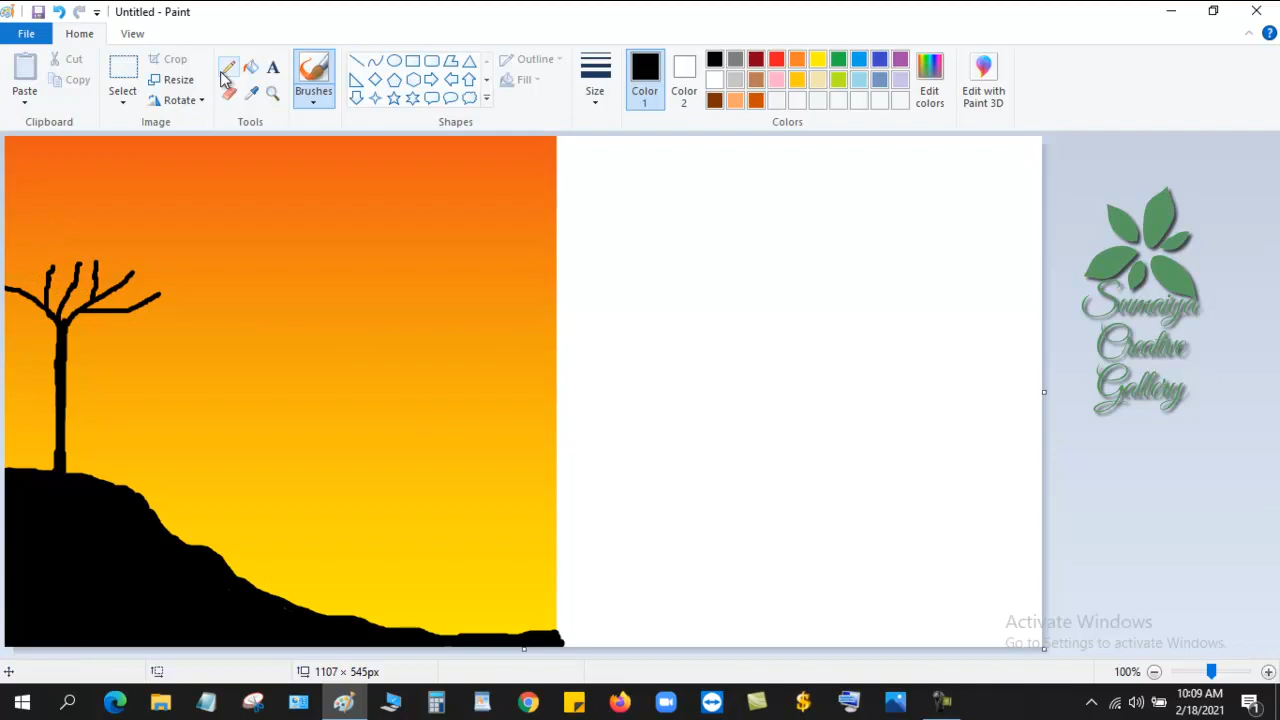 Untitled - Paint
File
Home
View
Paste
Cut
Copy
Clipboard
Select
Crop
Resize
Rotate
Image
A
Tools
Brushes
Shapes
Outline
Fill
Size
Color 1
Color 2
Colors
Edit colors
Edit with Paint 3D
Sumaiya
Creative
Gallery
Activate Windows
Go to Settings to activate Windows.
1107 × 545px
100%
10:09 AM
2/18/2021